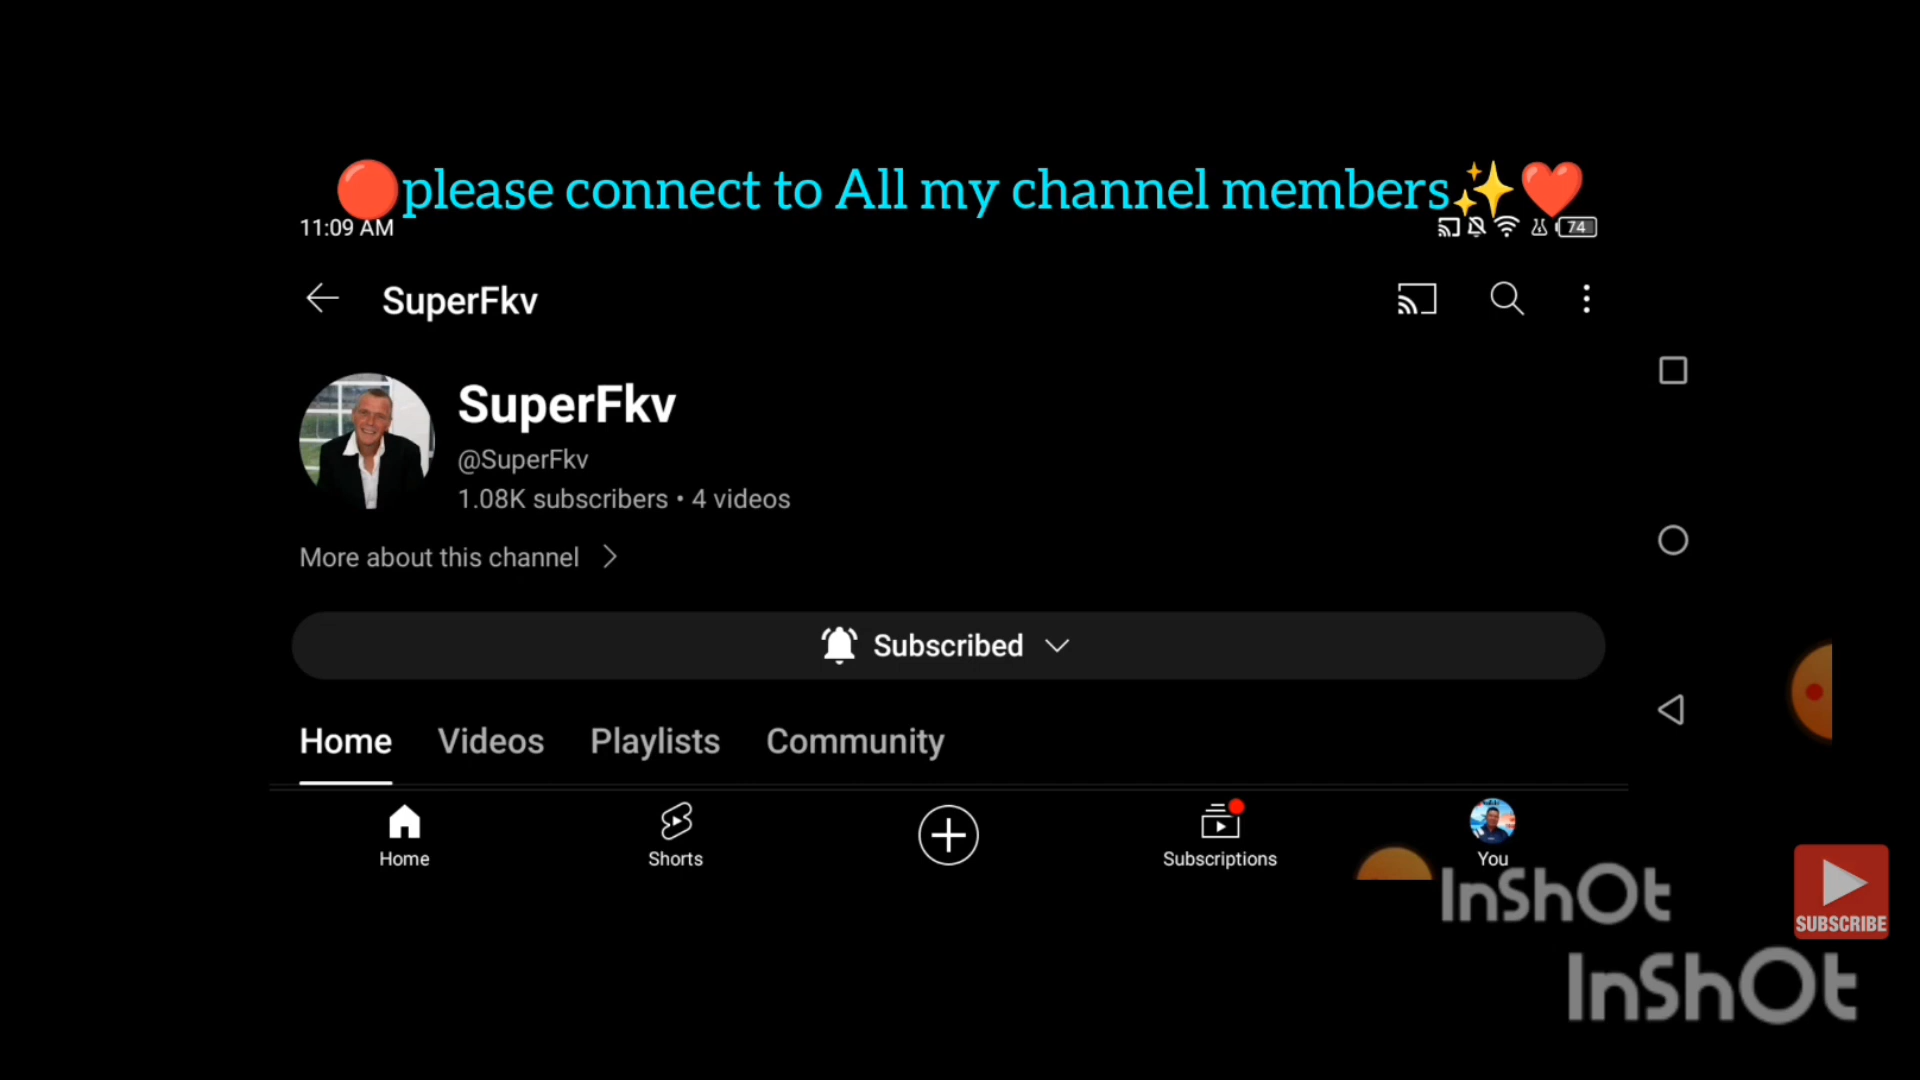 🔴please connect to All my channel members✨❤️
11:09 AM
74
SuperFkv
SuperFkv
@SuperFkv
1.08K subscribers • 4 videos
More about this channel
Subscribed
Home Videos Playlists Community
Home Shorts Subscriptions You
InShOt
SUBSCRIBE
InShOt